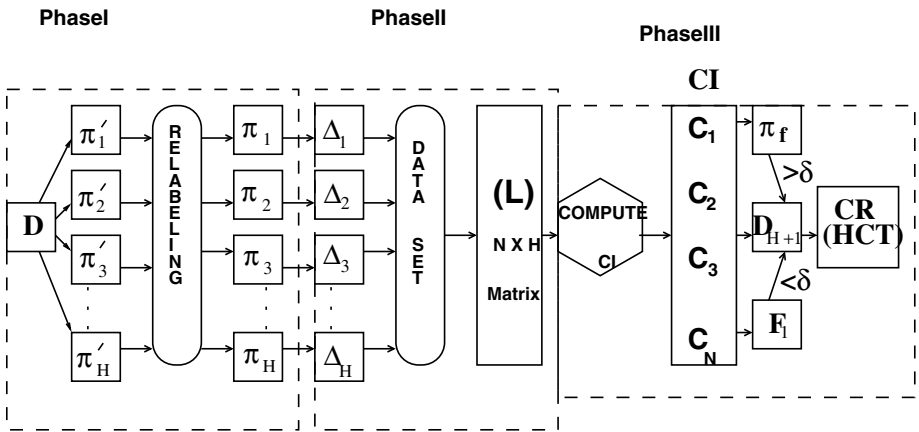 PhaseI
PhaseII
PhaseIII
D
π′1
π′2
π′3
π′H
RELABELING
π1
π2
π3
πH
Δ1
Δ2
Δ3
ΔH
DATA SET
(L)
N X H
Matrix
COMPUTE
CI
CI
C1
C2
C3
CN
πf
>δ
DH+1
<δ
Fl
CR
(HCT)